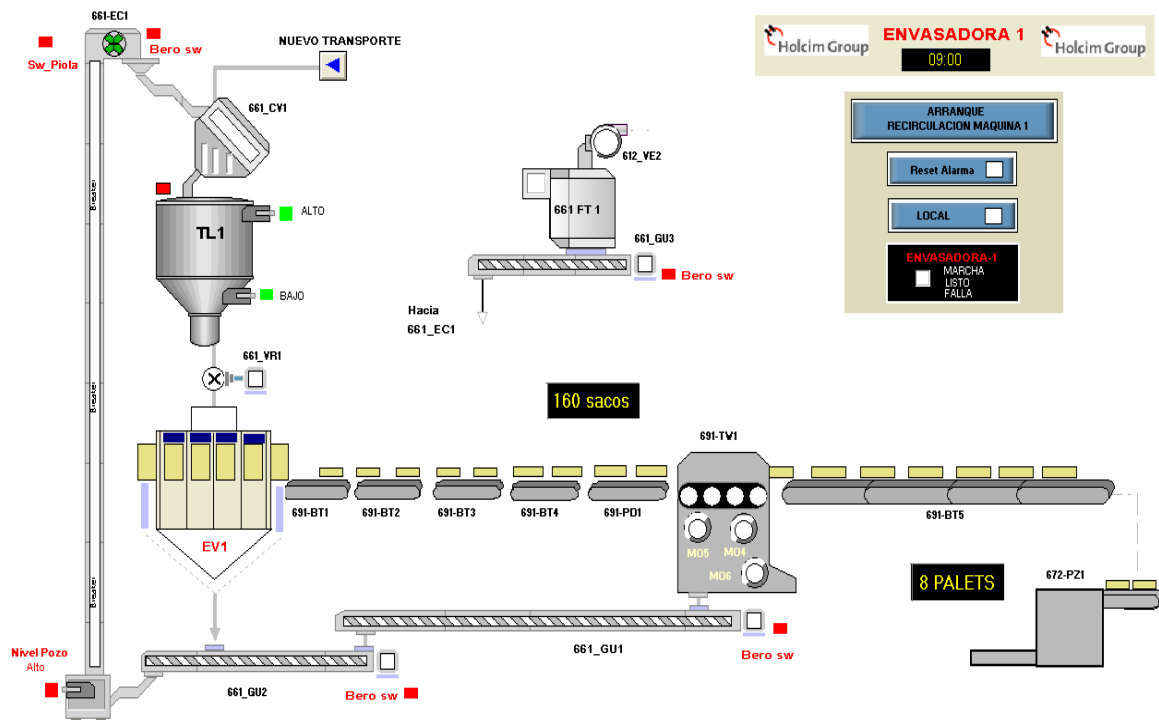 661-EC1
Bero sw
Sw_Piola
NUEVO TRANSPORTE
661_CV1
Holcim Group
ENVASADORA 1
Holcim Group
09:00
ARRANQUE
RECIRCULACION MAQUINA 1
Reset Alarma
LOCAL
ENVASADORA-1
MARCHA
LISTO
FALLA
612_VE2
661 FT 1
661_GU3
Bero sw
Hacia
661_EC1
Breater
TL1
ALTO
BAJO
661_VR1
Breater
160 sacos
691-TW1
691-BT1
691-BT2
691-BT3
691-BT4
691-PD1
691-BT5
EV1
MO5
MO4
MO6
8 PALETS
672-PZ1
Breater
Nivel Pozo
Alto
661_GU2
Bero sw
661_GU1
Bero sw